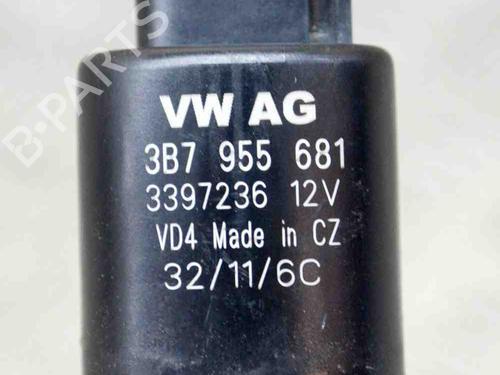 B-PARTS
VW AG
3B7 955 681
3397236 12V
VD4 Made in CZ
32/11/6C